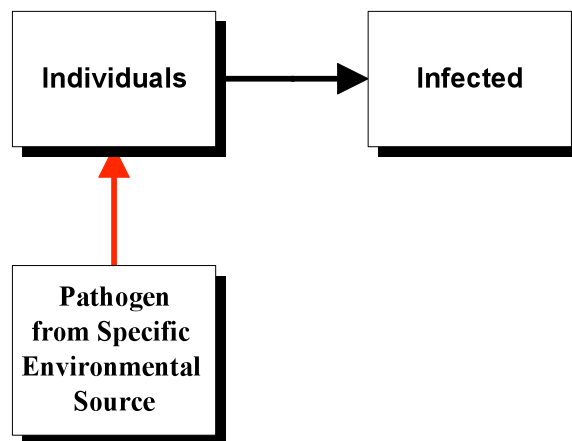 Individuals
Infected
Pathogen
from Specific
Environmental
Source